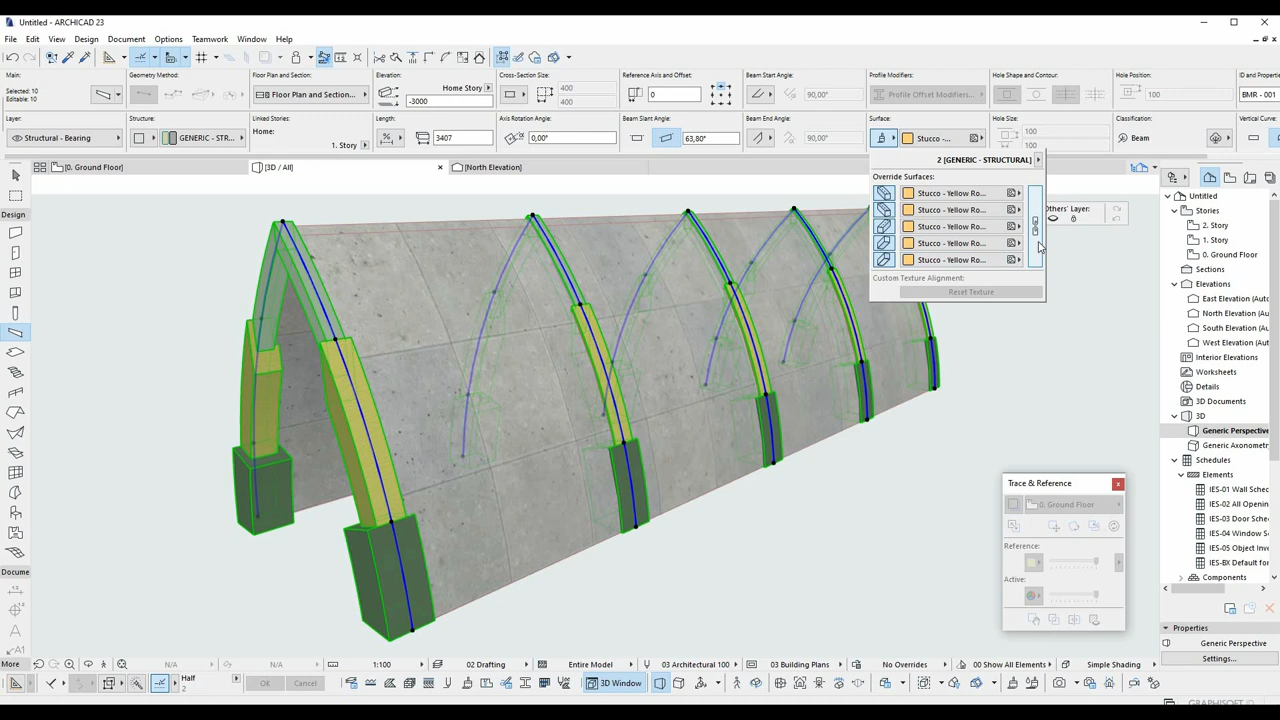 Untitled - ARCHICAD 23
File Edit View Design Document Options Teamwork Window Help
Main:
Selected: 10
Editable: 10
Geometry Method:
Floor Plan and Section:
Floor Plan and Section...
Elevation:
Home Story
-3000
Cross-Section Size:
400
400
Reference Axis and Offset:
0
Beam Start Angle:
90,00°
Profile Modifiers:
Profile Offset Modifiers...
Hole Shape and Contour:
Hole Position:
100
ID and Properties
BMR - 001
Layer:
Structural - Bearing
Structure:
GENERIC - STR...
Linked Stories:
Home:
1. Story
Length:
3407
Axis Rotation Angle:
0,00°
Beam Slant Angle:
63,80°
Beam End Angle:
90,00°
Surface:
Stucco -...
Hole Size:
100
100
Classification:
Beam
Vertical Curve:
[0. Ground Floor]
[3D / All]
[North Elevation]
2 [GENERIC - STRUCTURAL]
Override Surfaces:
Stucco - Yellow Ro...
Stucco - Yellow Ro...
Stucco - Yellow Ro...
Stucco - Yellow Ro...
Stucco - Yellow Ro...
Custom Texture Alignment:
Reset Texture
Others' Layer:
Design
Docume
More
Untitled
Stories
2. Story
1. Story
0. Ground Floor
Sections
Elevations
East Elevation (Aut
North Elevation (Au
South Elevation (Au
West Elevation (Aut
Interior Elevations
Worksheets
Details
3D Documents
3D
Generic Perspective
Generic Axonometr
Schedules
Elements
IES-01 Wall Sched
IES-02 All Opening
IES-03 Door Sche
IES-04 Window S
IES-05 Object Inve
IES-BX Default for
Components
Properties
Generic Perspective
Settings...
Trace & Reference
0. Ground Floor
Reference:
Active:
N/A
N/A
1:100
02 Drafting
Entire Model
03 Architectural 100
03 Building Plans
No Overrides
00 Show All Elements
Simple Shading
Half
2
OK
Cancel
3D Window
GRAPHISOFT